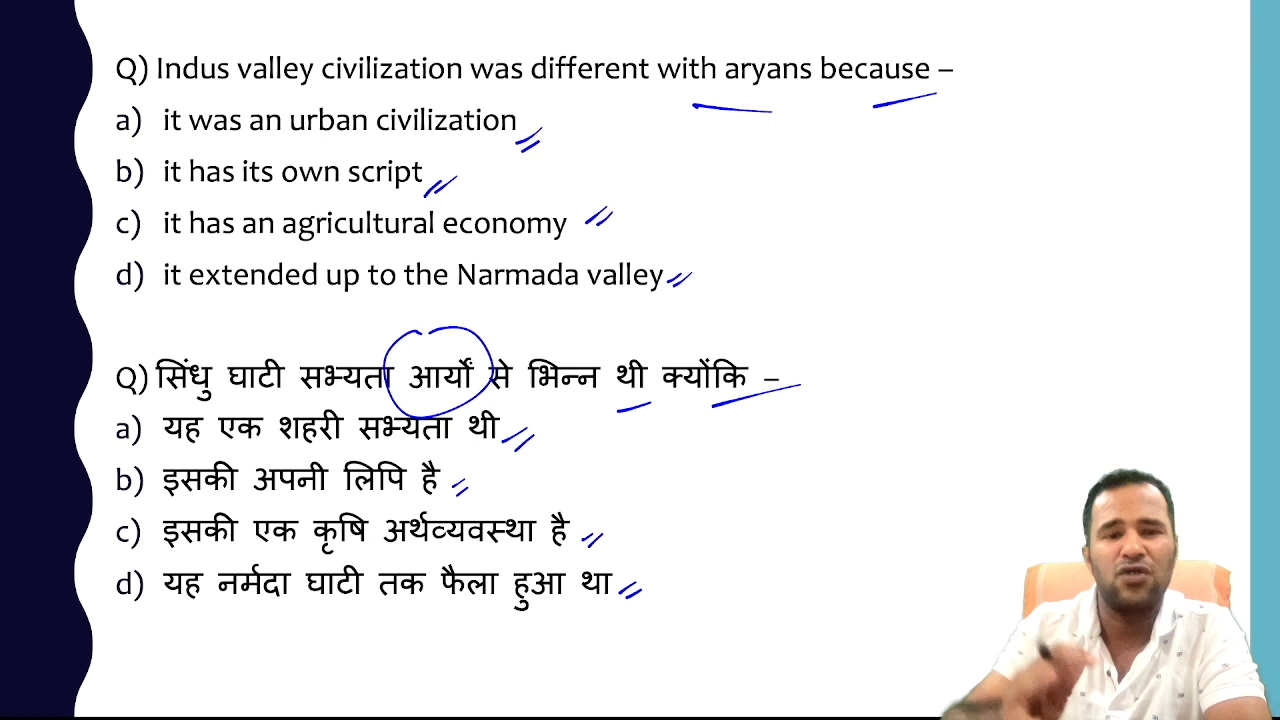 Q) Indus valley civilization was different with aryans because –
a) it was an urban civilization
b) it has its own script
c) it has an agricultural economy
d) it extended up to the Narmada valley
Q) सिंधु घाटी सभ्यता आर्यों से भिन्न थी क्योंकि –
a) यह एक शहरी सभ्यता थी
b) इसकी अपनी लिपि है
c) इसकी एक कृषि अर्थव्यवस्था है
d) यह नर्मदा घाटी तक फैला हुआ था